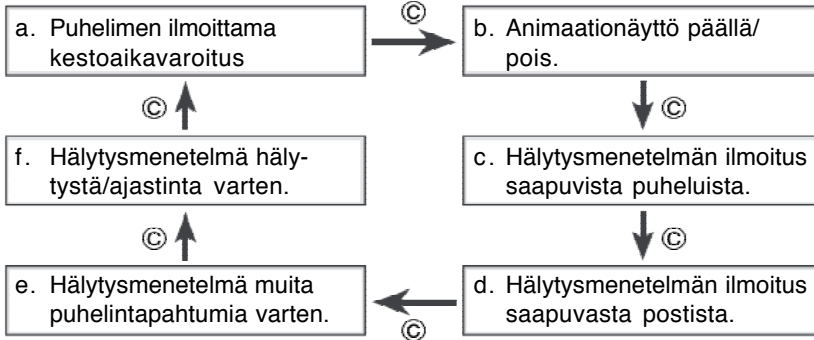 a. Puhelimen ilmoittama
kestoaikavaroitus
Ⓒ
b. Animaationäyttö päällä/
pois.
Ⓒ
c. Hälytysmenetelmän ilmoitus
saapuvista puheluista.
Ⓒ
d. Hälytysmenetelmän ilmoitus
saapuvasta postista.
Ⓒ
e. Hälytysmenetelmä muita
puhelintapahtumia varten.
Ⓒ
f. Hälytysmenetelmä häly-
tystä/ajastinta varten.
Ⓒ